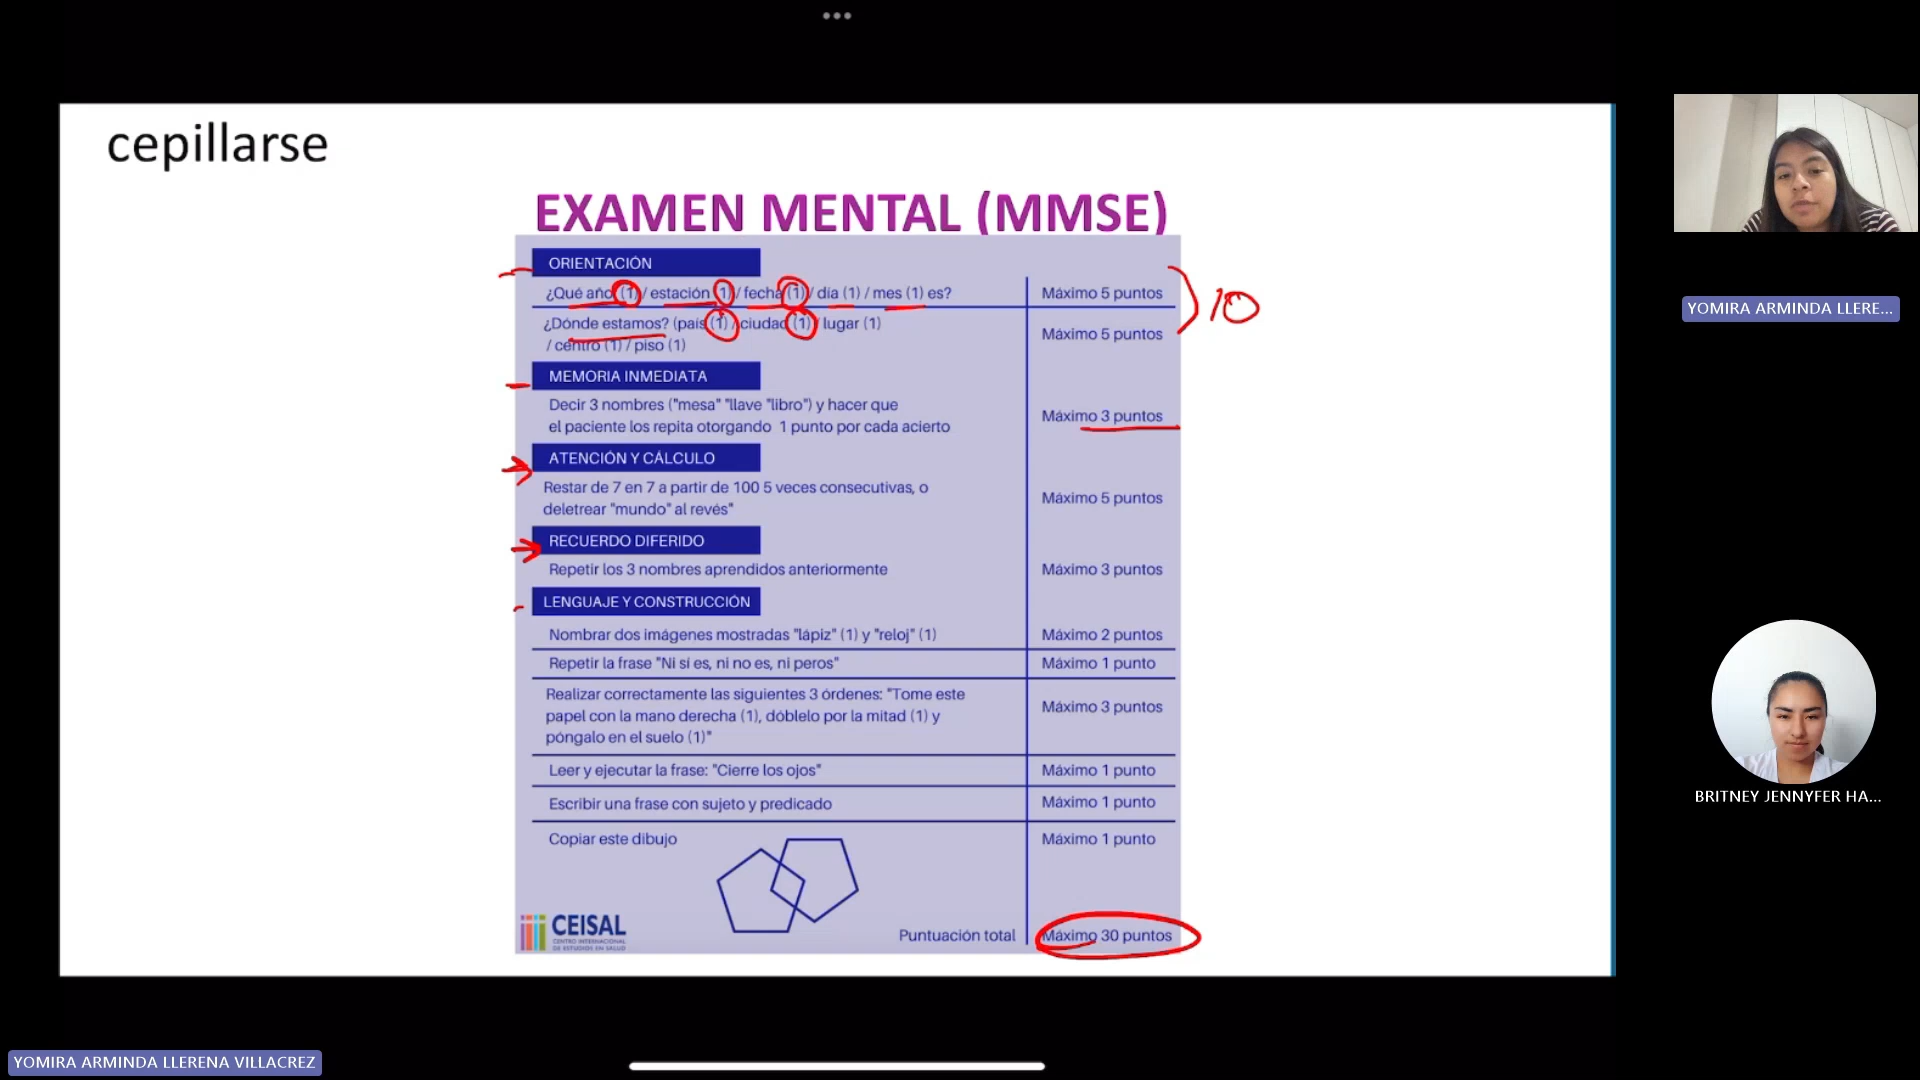 cepillarse
EXAMEN MENTAL (MMSE)
ORIENTACIÓN
¿Qué año (1) / estación (1) / fecha (1) / día (1) / mes (1) es?
Máximo 5 puntos
10
¿Dónde estamos? (país (1) / ciudad (1) / lugar (1)
/ centro (1) / piso (1)
Máximo 5 puntos
MEMORIA INMEDIATA
Decir 3 nombres ("mesa" "llave "libro") y hacer que
el paciente los repita otorgando 1 punto por cada acierto
Máximo 3 puntos
ATENCIÓN Y CÁLCULO
Restar de 7 en 7 a partir de 100 5 veces consecutivas, o
deletrear "mundo" al revés"
Máximo 5 puntos
RECUERDO DIFERIDO
Repetir los 3 nombres aprendidos anteriormente
Máximo 3 puntos
LENGUAJE Y CONSTRUCCIÓN
Nombrar dos imágenes mostradas "lápiz" (1) y "reloj" (1)
Máximo 2 puntos
Repetir la frase "Ni sí es, ni no es, ni peros"
Máximo 1 punto
Realizar correctamente las siguientes 3 órdenes: "Tome este
papel con la mano derecha (1), dóblelo por la mitad (1) y
póngalo en el suelo (1)"
Máximo 3 puntos
Leer y ejecutar la frase: "Cierre los ojos"
Máximo 1 punto
Escribir una frase con sujeto y predicado
Máximo 1 punto
Copiar este dibujo
Máximo 1 punto
CEISAL
CENTRO INTERNACIONAL
DE ESTUDIOS EN SALUD
Puntuación total
Máximo 30 puntos
YOMIRA ARMINDA LLERE...
BRITNEY JENNYFER HA...
YOMIRA ARMINDA LLERENA VILLACREZ